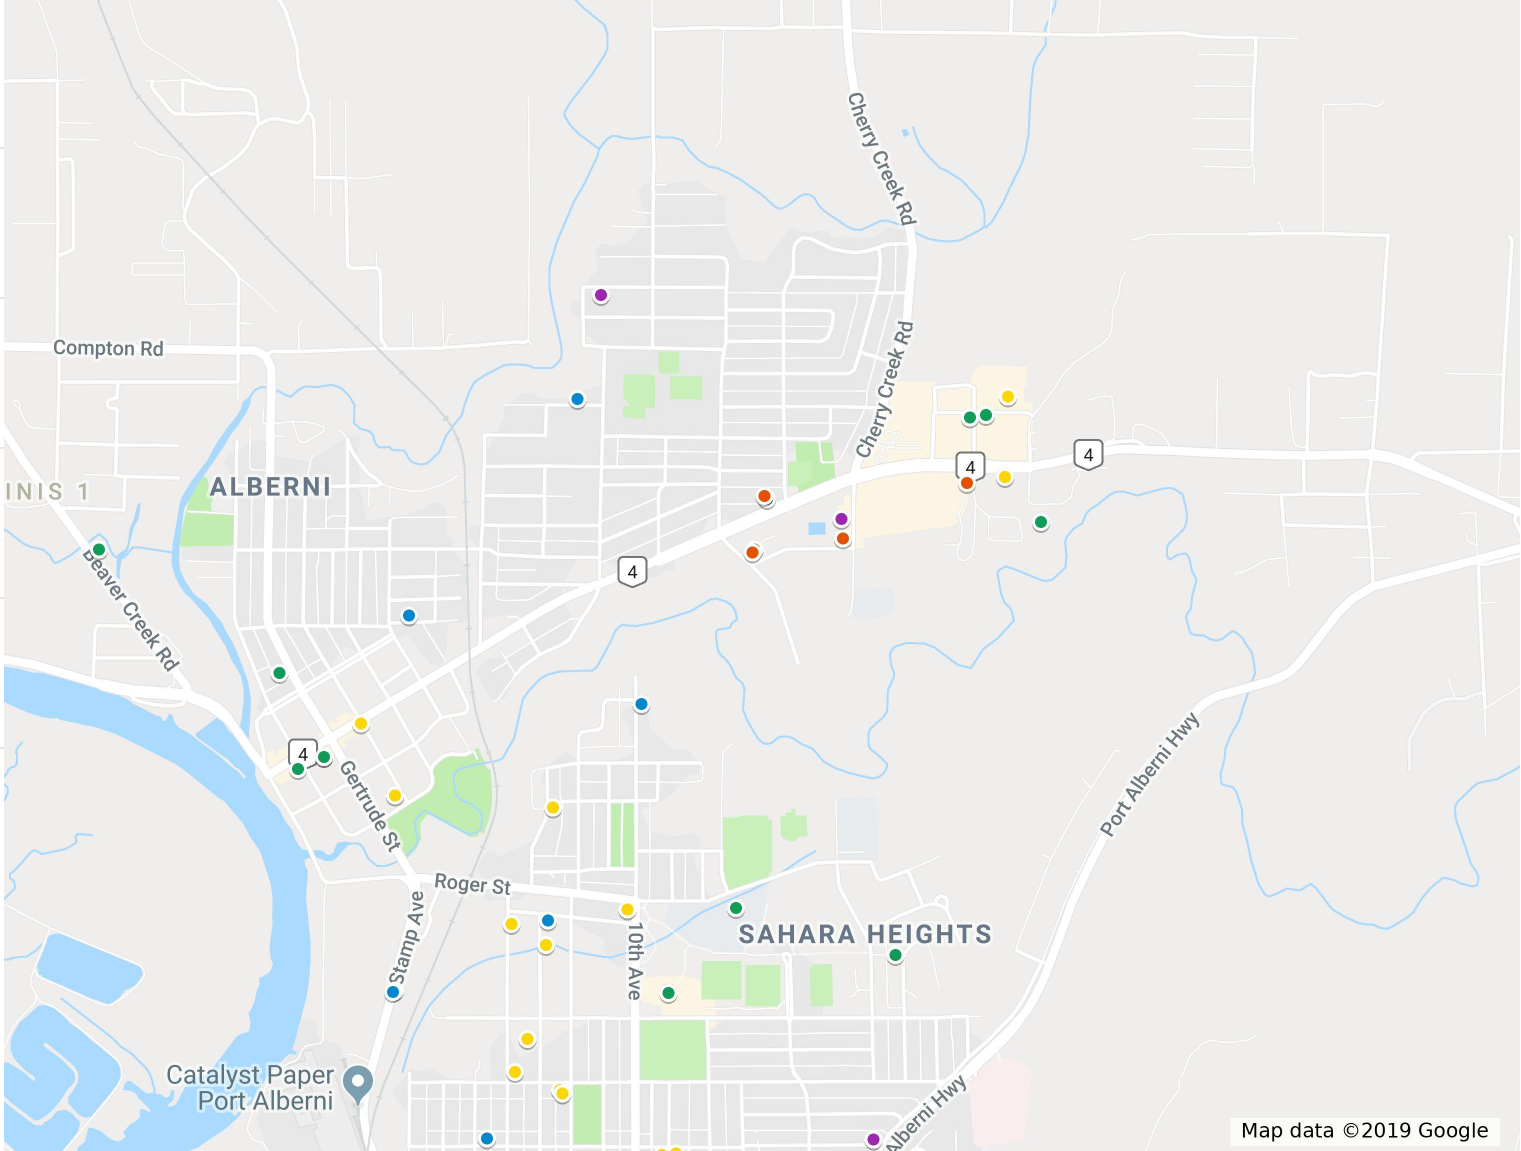 Cherry Creek Rd
Compton Rd
Cherry Creek Rd
4
4
INIS 1
ALBERNI
4
Beaver Creek Rd
4
Gertrude St
Port Alberni Hwy
Roger St
Stamp Ave
10th Ave
SAHARA HEIGHTS
Catalyst Paper
Port Alberni
Alberni Hwy
Map data ©2019 Google